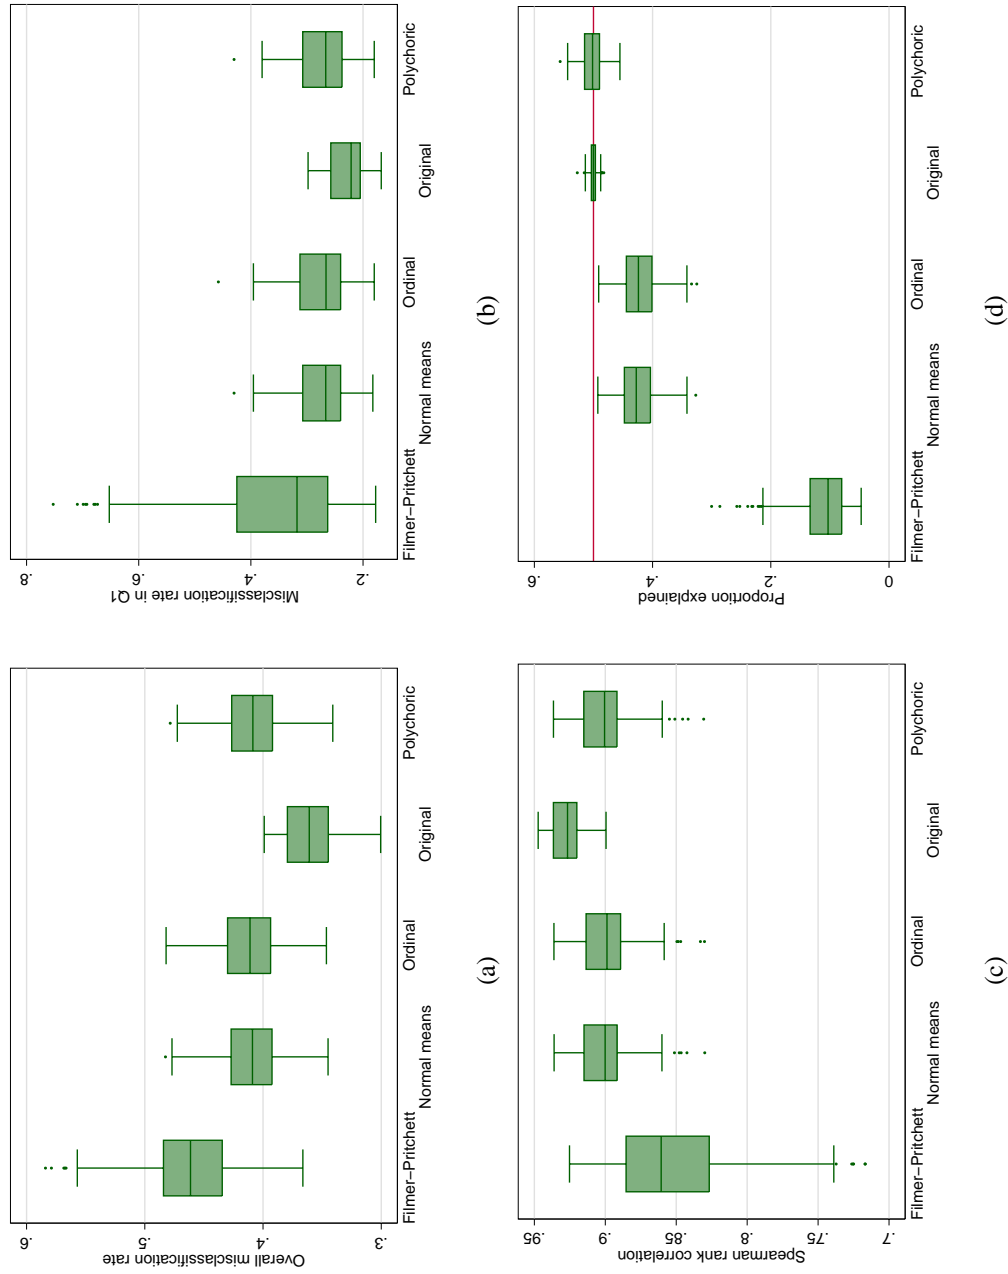 .6
.5
.4
.3
Overall misclassification rate
Filmer−Pritchett
Normal means
Ordinal
Original
Polychoric
(a)
.8
.6
.4
.2
Misclassification rate in Q1
Filmer−Pritchett
Normal means
Ordinal
Original
Polychoric
(b)
.95
.9
.85
.8
.75
.7
Spearman rank correlation
Filmer−Pritchett
Normal means
Ordinal
Original
Polychoric
(c)
.6
.4
.2
0
Proportion explained
Filmer−Pritchett
Normal means
Ordinal
Original
Polychoric
(d)